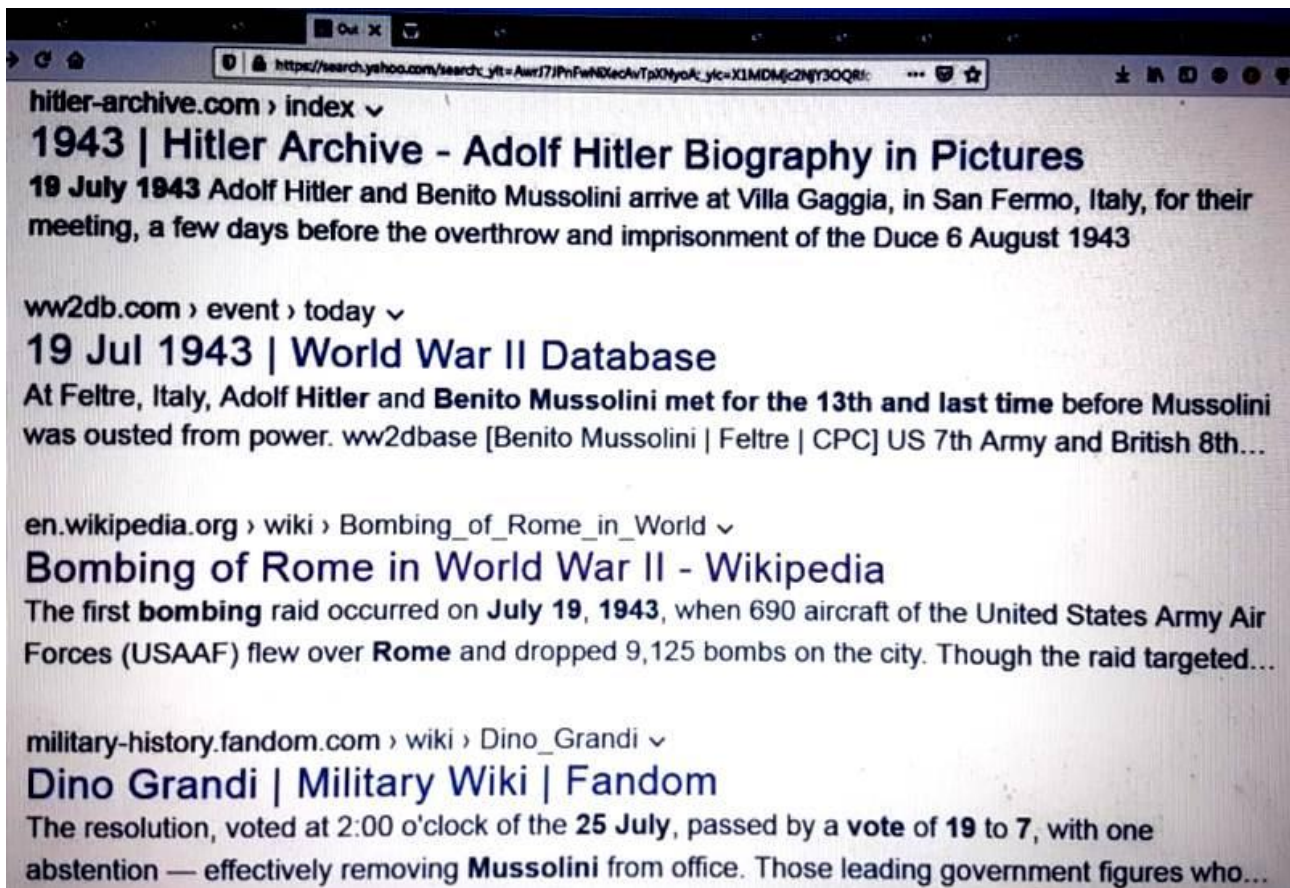 Out
hitler-archive.com › index
1943 | Hitler Archive - Adolf Hitler Biography in Pictures
19 July 1943 Adolf Hitler and Benito Mussolini arrive at Villa Gaggia, in San Fermo, Italy, for their
meeting, a few days before the overthrow and imprisonment of the Duce 6 August 1943
ww2db.com › event › today
19 Jul 1943 | World War II Database
At Feltre, Italy, Adolf Hitler and Benito Mussolini met for the 13th and last time before Mussolini
was ousted from power. ww2dbase [Benito Mussolini | Feltre | CPC] US 7th Army and British 8th...
en.wikipedia.org › wiki › Bombing_of_Rome_in_World
Bombing of Rome in World War II - Wikipedia
The first bombing raid occurred on July 19, 1943, when 690 aircraft of the United States Army Air
Forces (USAAF) flew over Rome and dropped 9,125 bombs on the city. Though the raid targeted...
military-history.fandom.com › wiki › Dino_Grandi
Dino Grandi | Military Wiki | Fandom
The resolution, voted at 2:00 o'clock of the 25 July, passed by a vote of 19 to 7, with one
abstention — effectively removing Mussolini from office. Those leading government figures who...